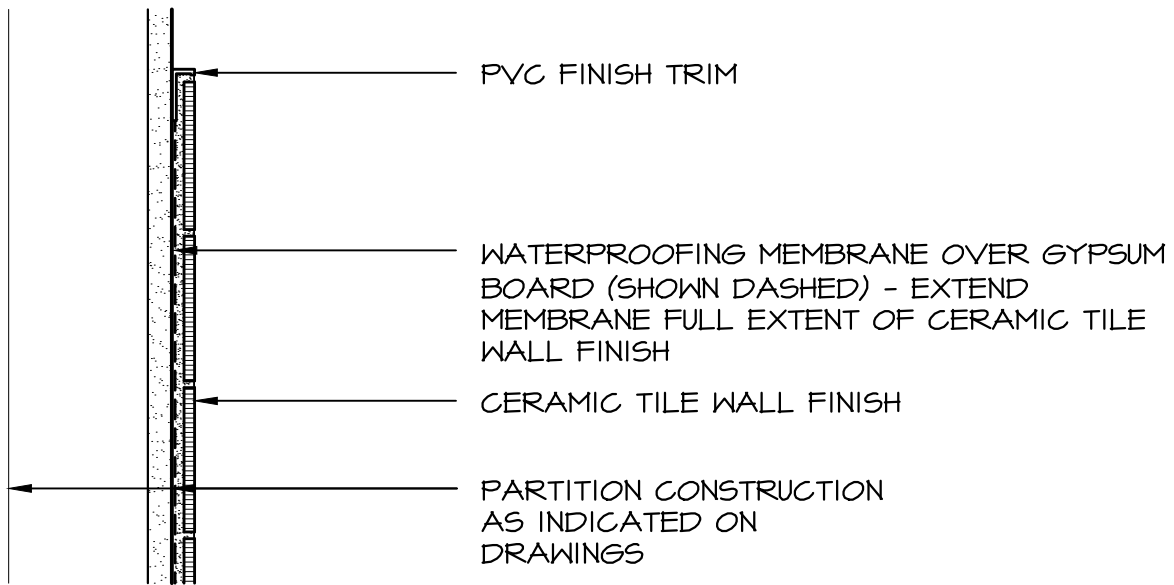 PVC FINISH TRIM
WATERPROOFING MEMBRANE OVER GYPSUM
BOARD (SHOWN DASHED) - EXTEND
MEMBRANE FULL EXTENT OF CERAMIC TILE
WALL FINISH
CERAMIC TILE WALL FINISH
PARTITION CONSTRUCTION
AS INDICATED ON
DRAWINGS